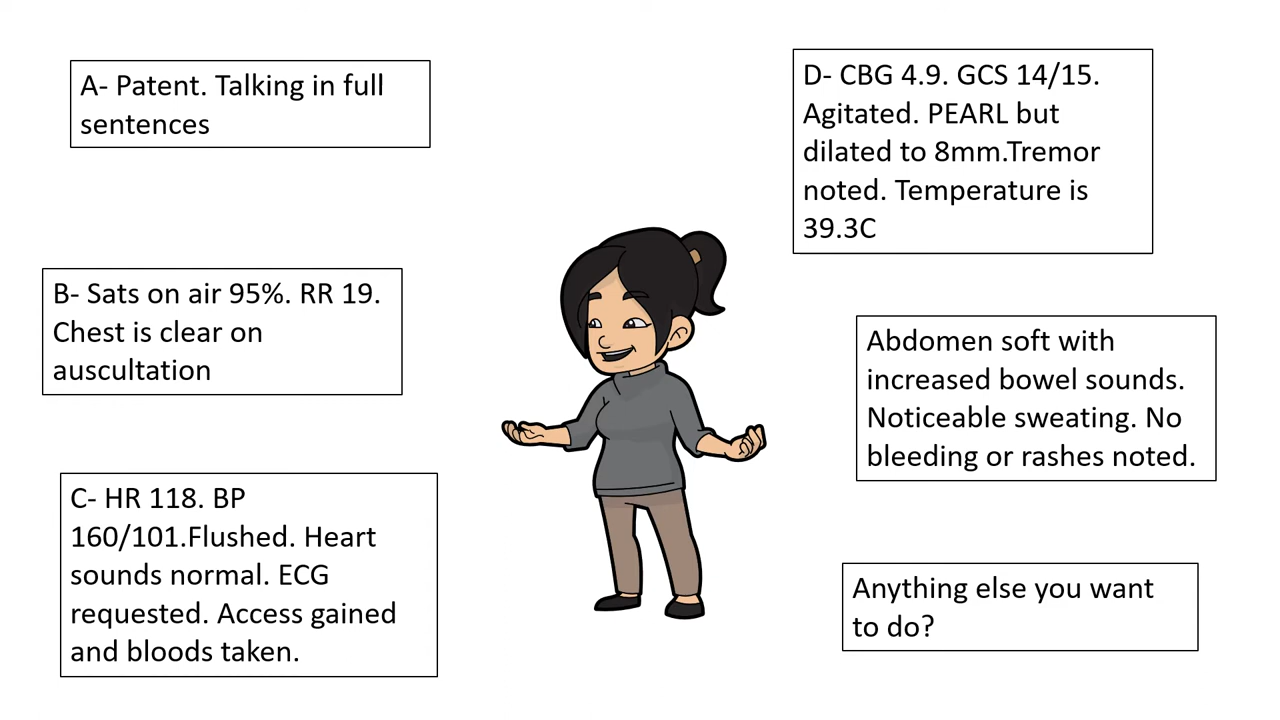 A- Patent. Talking in full
sentences
B- Sats on air 95%. RR 19.
Chest is clear on
auscultation
C- HR 118. BP
160/101.Flushed. Heart
sounds normal. ECG
requested. Access gained
and bloods taken.
D- CBG 4.9. GCS 14/15.
Agitated. PEARL but
dilated to 8mm.Tremor
noted. Temperature is
39.3C
Abdomen soft with
increased bowel sounds.
Noticeable sweating. No
bleeding or rashes noted.
Anything else you want
to do?